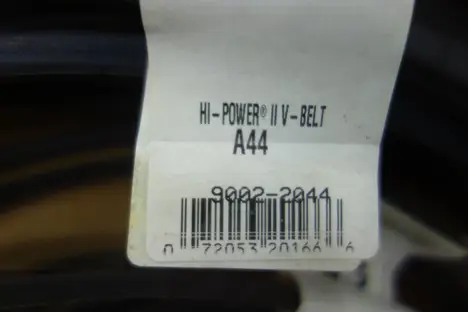 HI-POWER® II V-BELT
A44
9002-2044
0 72053 20166 6